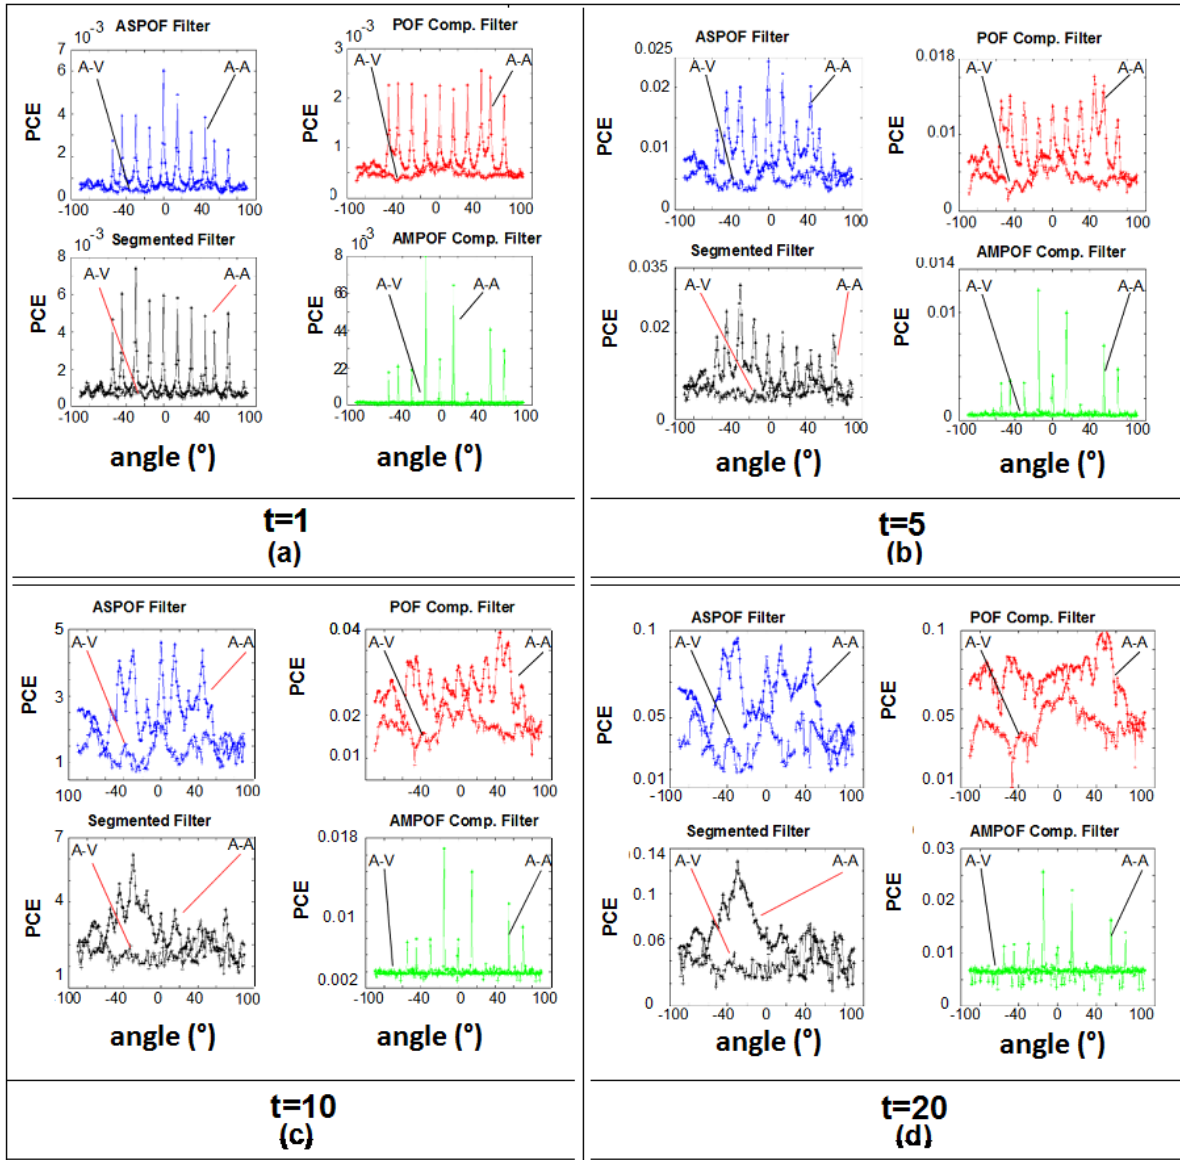 10⁻³ ASPOF Filter
7
6
4
2
0
-100 -40 0 40 100
PCE
A-V
A-A
10⁻³ POF Comp. Filter
3
2
1
0
-100 -40 0 40 100
PCE
A-V
A-A
10⁻³ Segmented Filter
8
6
4
2
0
-100 -40 0 40 100
PCE
A-V
A-A
angle (°)
10⁻³ AMPOF Comp. Filter
8
6
44
22
0
-100 -40 0 40 100
PCE
A-V
A-A
angle (°)
t=1
(a)
ASPOF Filter
0.025
0.02
0.01
0
-100 -40 0 40 100
PCE
A-V
A-A
POF Comp. Filter
0.018
0.01
0
-100 -40 0 40 100
PCE
A-V
A-A
Segmented Filter
0.035
0.02
0.01
0
-100 -40 0 40 100
PCE
A-V
A-A
angle (°)
AMPOF Comp. Filter
0.014
0.01
0
-100 -40 0 40 100
PCE
A-V
A-A
angle (°)
t=5
(b)
ASPOF Filter
5
3
1
100 -40 0 40 100
PCE
A-V
A-A
POF Comp. Filter
0.04
0.02
0.01
-100 -40 0 40 100
PCE
A-V
A-A
Segmented Filter
7
4
1
-100 -40 0 40 100
PCE
A-V
A-A
angle (°)
AMPOF Comp. Filter
0.018
0.01
0.002
-100 -40 0 40 100
PCE
A-V
A-A
angle (°)
t=10
(c)
ASPOF Filter
0.1
0.05
0.01
-100 -40 0 40 100
PCE
A-V
A-A
POF Comp. Filter
0.1
0.05
0.01
-100 -40 0 40 100
PCE
A-V
A-A
Segmented Filter
0.14
0.1
0.06
0
-100 -40 0 40 100
PCE
A-V
A-A
angle (°)
AMPOF Comp. Filter
0.03
0.02
0.01
0
-100 -40 0 40 100
PCE
A-V
A-A
angle (°)
t=20
(d)